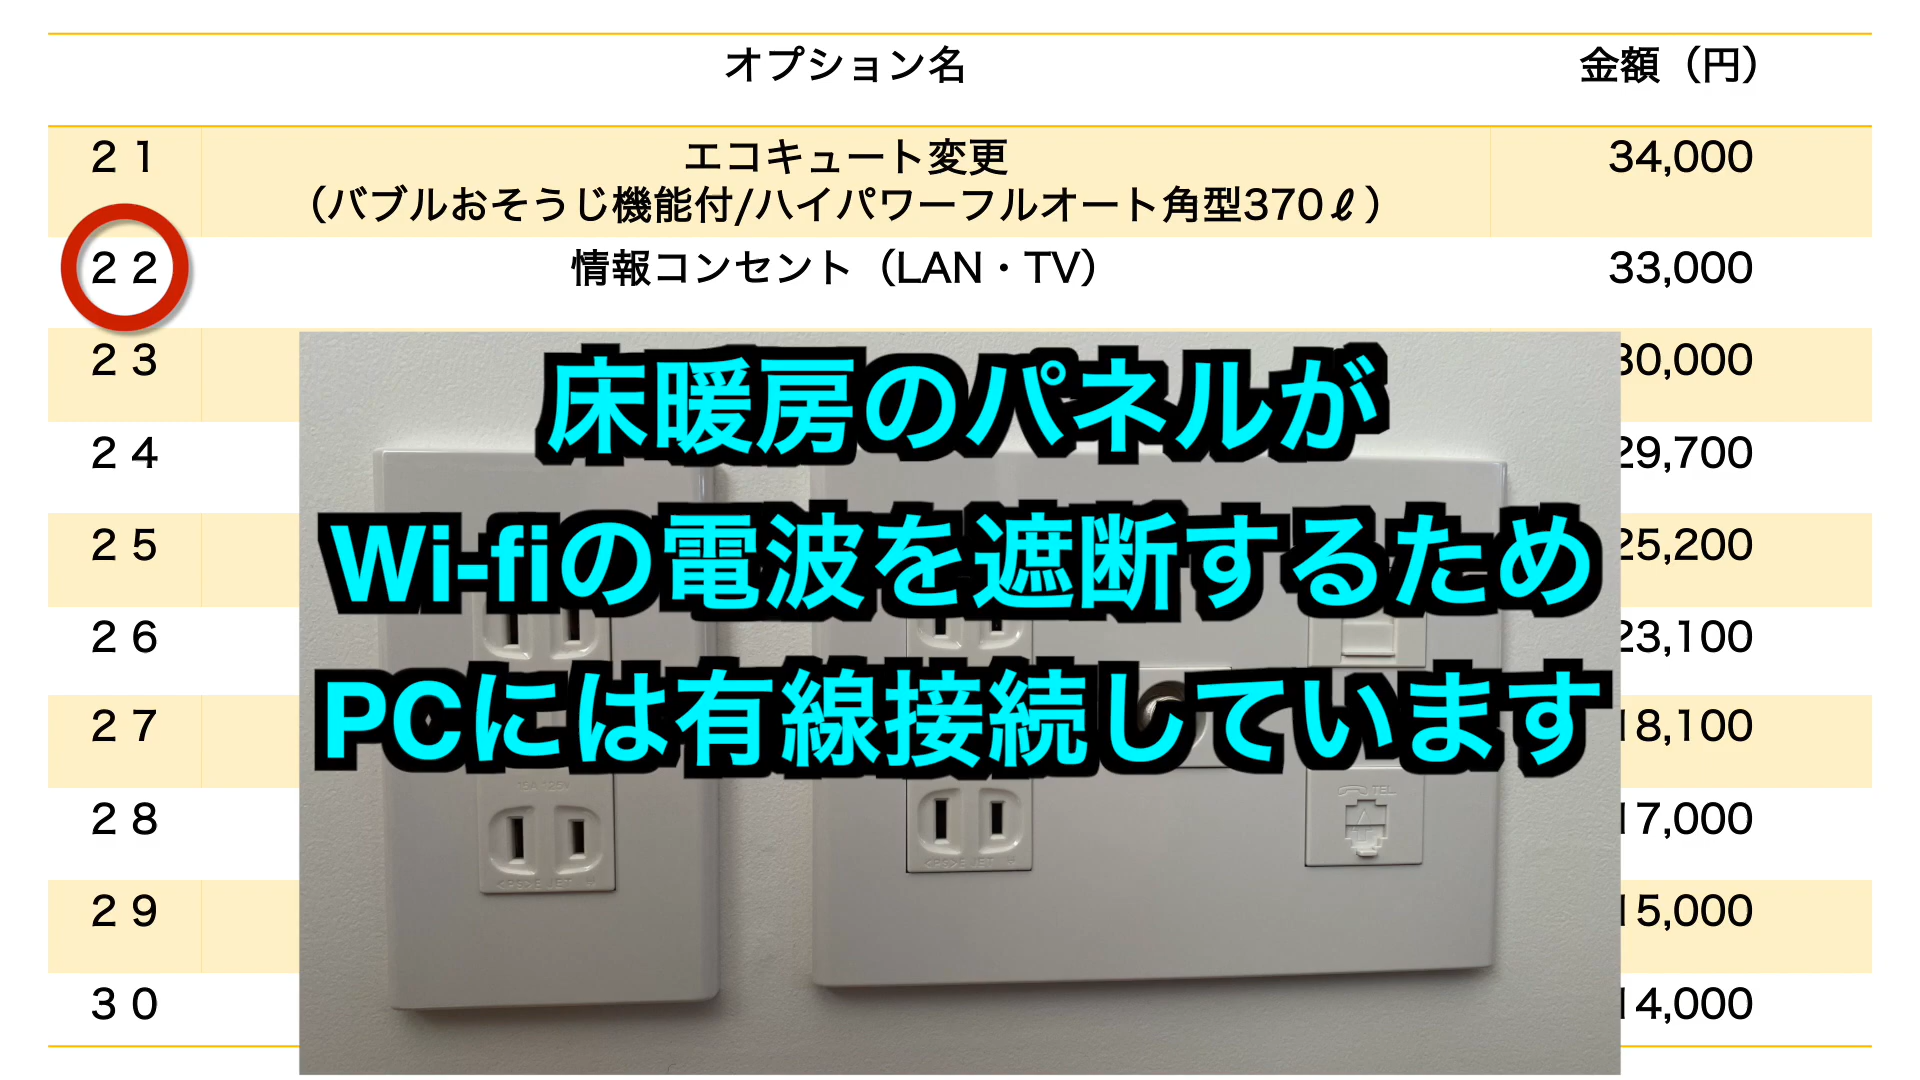 オプション名 金額（円）
２１ エコキュート変更 34,000
（バブルおそうじ機能付/ハイパワーフルオート角型370ℓ）
２２ 情報コンセント（LAN・TV） 33,000
２３ 30,000
２４ 29,700
２５ 25,200
２６ 23,100
２７ 18,100
２８ 17,000
２９ 15,000
３０ 14,000
床暖房のパネルが
Wi-fiの電波を遮断するため
PCには有線接続しています
15A 125V
TEL